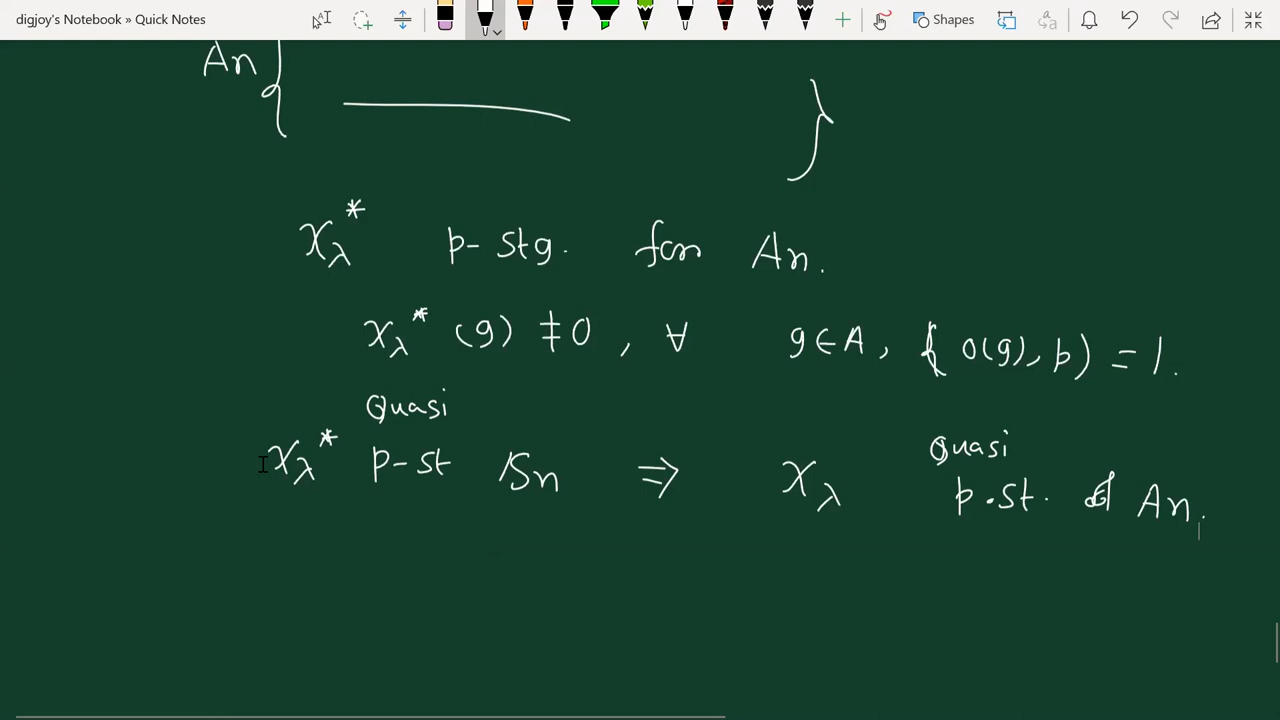 digjoy's Notebook » Quick Notes
Shapes
An {
}
χλ* p-stg. for An.
χλ* (g) ≠ 0, ∀ g ∈ A, { o(g), p) = 1.
Quasi
χλ* p-st /Sn ⇒ χλ Quasi p.st. of An.